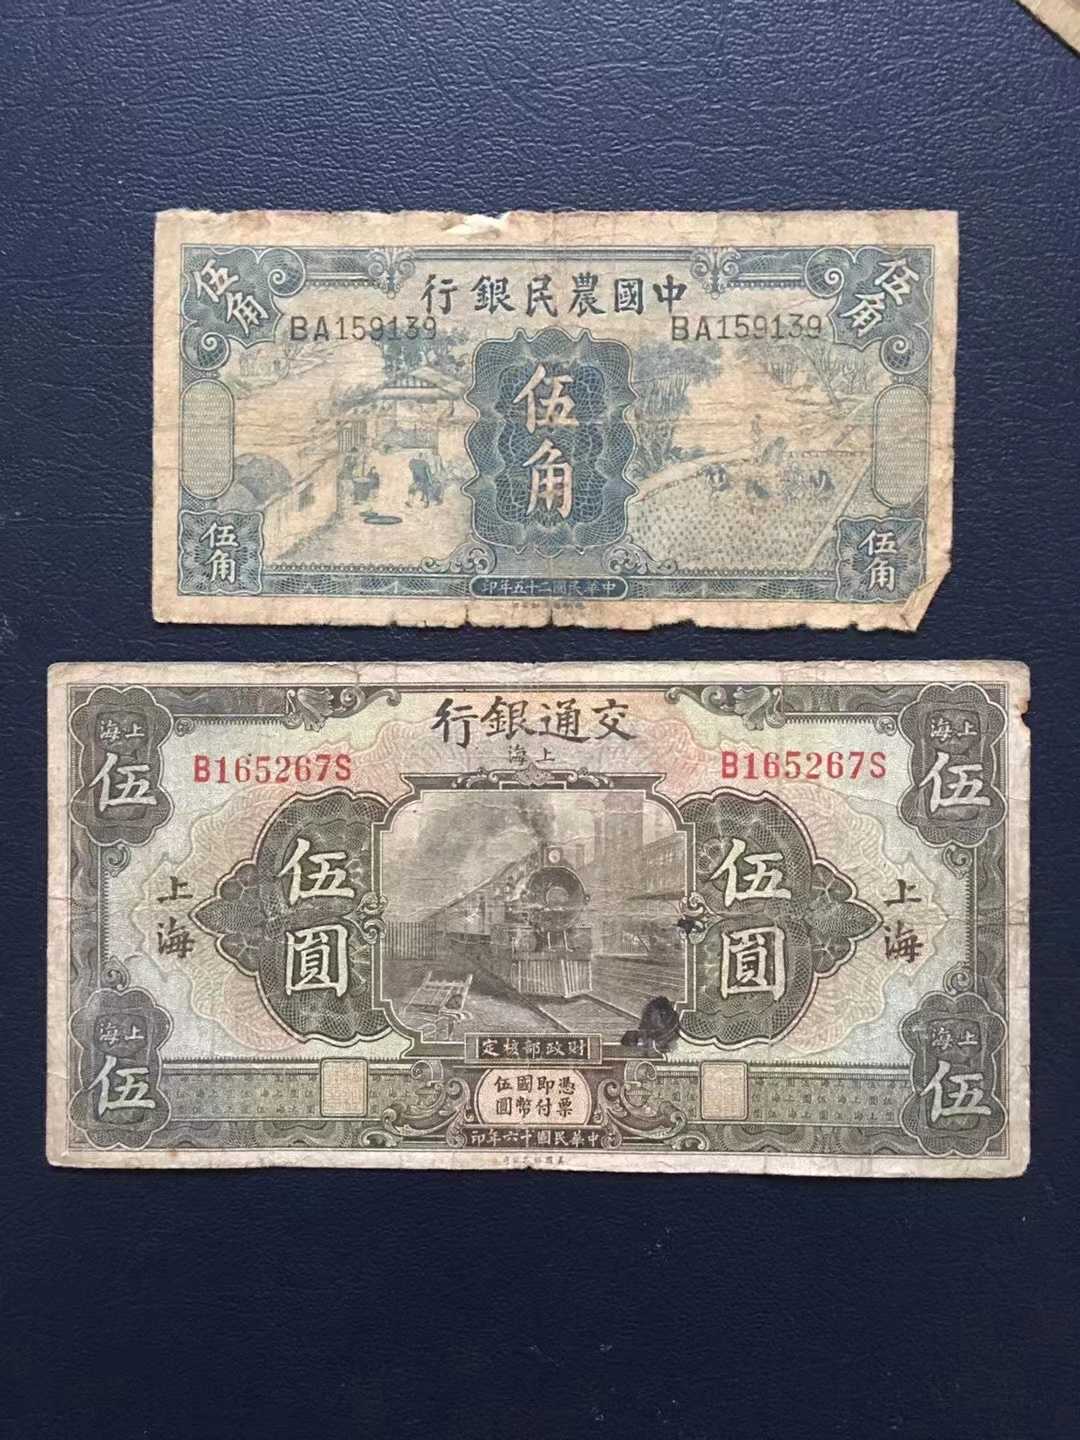 中國農民銀行
伍角
伍角
BA159139
BA159139
伍角
伍角
伍角
中華民國二十五年印
交通銀行
上海
上海
伍
上海
伍
B165267S
B165267S
伍圓
伍圓
上海
上海
財政部核定
上海
伍
上海
伍
憑票
即付
國幣
伍圓
中華民國十六年印